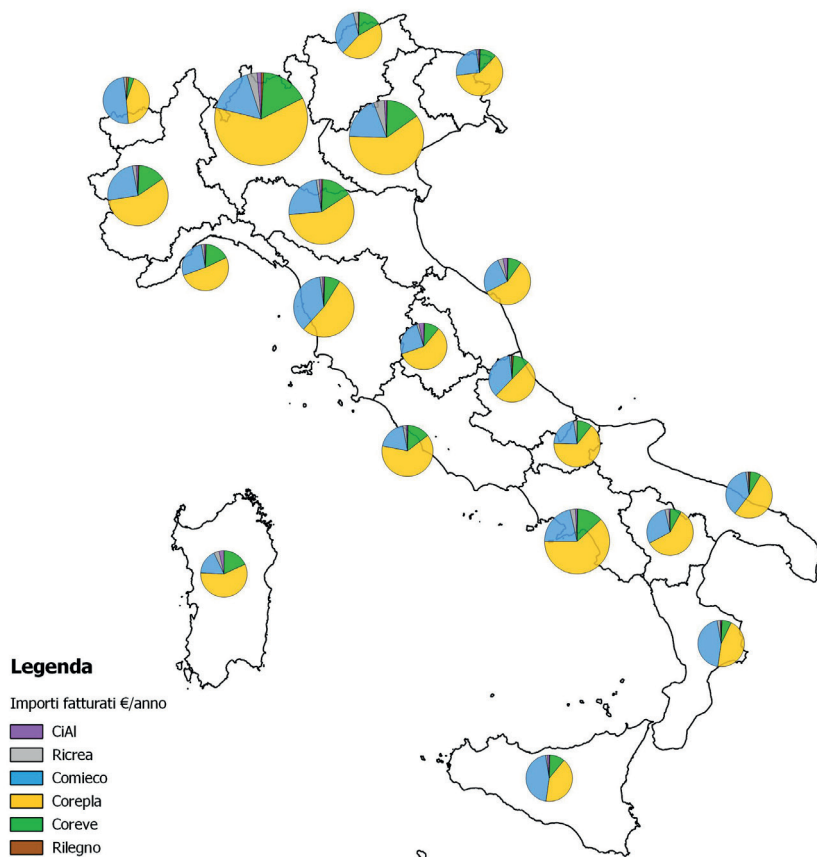 Legenda
Importi fatturati €/anno
CiAl
Ricrea
Comieco
Corepla
Coreve
Rilegno